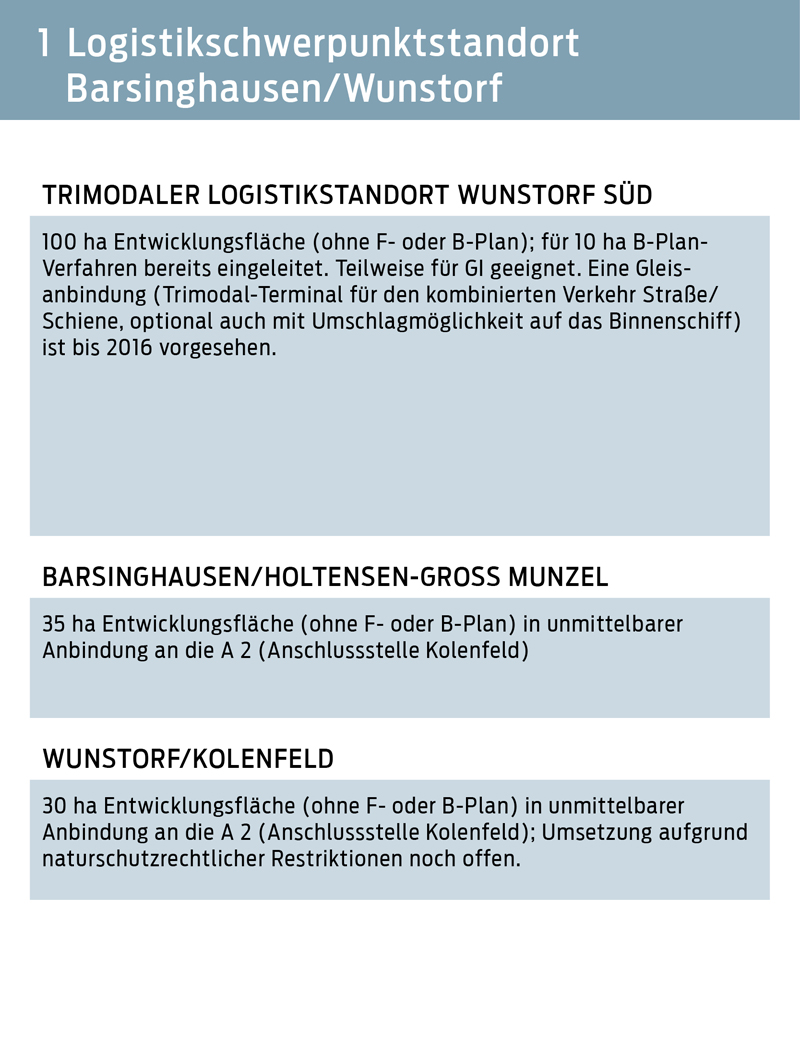 1 Logistikschwerpunktstandort
Barsinghausen/Wunstorf
TRIMODALER LOGISTIKSTANDORT WUNSTORF SÜD
100 ha Entwicklungsfläche (ohne F- oder B-Plan); für 10 ha B-Plan-
Verfahren bereits eingeleitet. Teilweise für GI geeignet. Eine Gleis-
anbindung (Trimodal-Terminal für den kombinierten Verkehr Straße/
Schiene, optional auch mit Umschlagmöglichkeit auf das Binnenschiff)
ist bis 2016 vorgesehen.
BARSINGHAUSEN/HOLTENSEN-GROSS MUNZEL
35 ha Entwicklungsfläche (ohne F- oder B-Plan) in unmittelbarer
Anbindung an die A 2 (Anschlussstelle Kolenfeld)
WUNSTORF/KOLENFELD
30 ha Entwicklungsfläche (ohne F- oder B-Plan) in unmittelbarer
Anbindung an die A 2 (Anschlussstelle Kolenfeld); Umsetzung aufgrund
naturschutzrechtlicher Restriktionen noch offen.